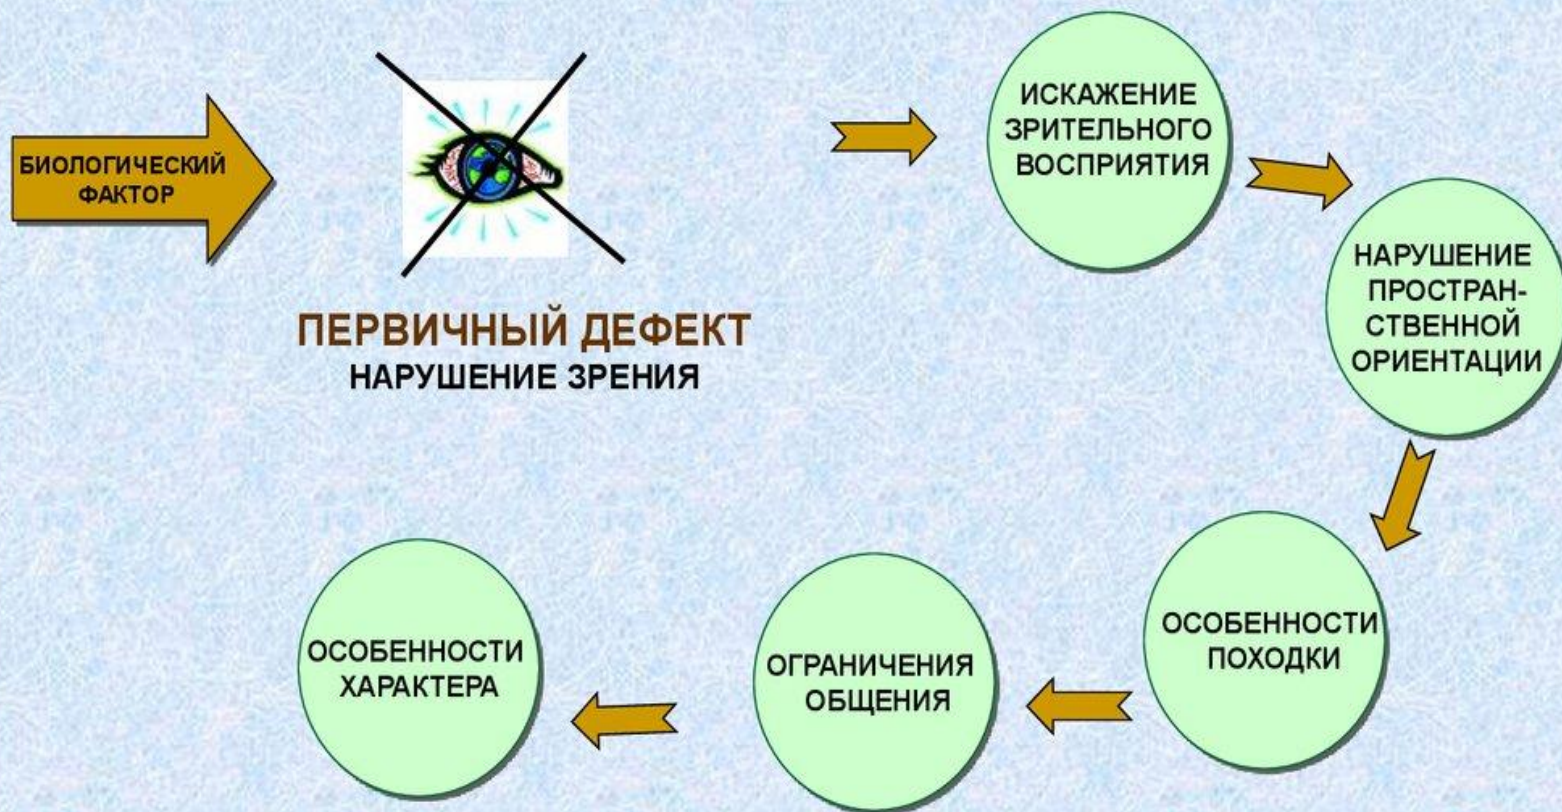 БИОЛОГИЧЕСКИЙ
ФАКТОР
ПЕРВИЧНЫЙ ДЕФЕКТ
НАРУШЕНИЕ ЗРЕНИЯ
ИСКАЖЕНИЕ
ЗРИТЕЛЬНОГО
ВОСПРИЯТИЯ
НАРУШЕНИЕ
ПРОСТРАН-
СТВЕННОЙ
ОРИЕНТАЦИИ
ОСОБЕННОСТИ
ПОХОДКИ
ОГРАНИЧЕНИЯ
ОБЩЕНИЯ
ОСОБЕННОСТИ
ХАРАКТЕРА